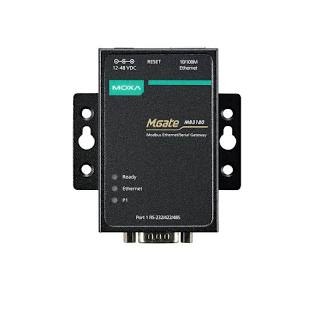 12-48 VDC
RESET
10/100M
Ethernet
MOXA
MGate MB3180
Modbus Ethernet/Serial Gateway
Ready
Ethernet
P1
Port 1 RS-232/422/485